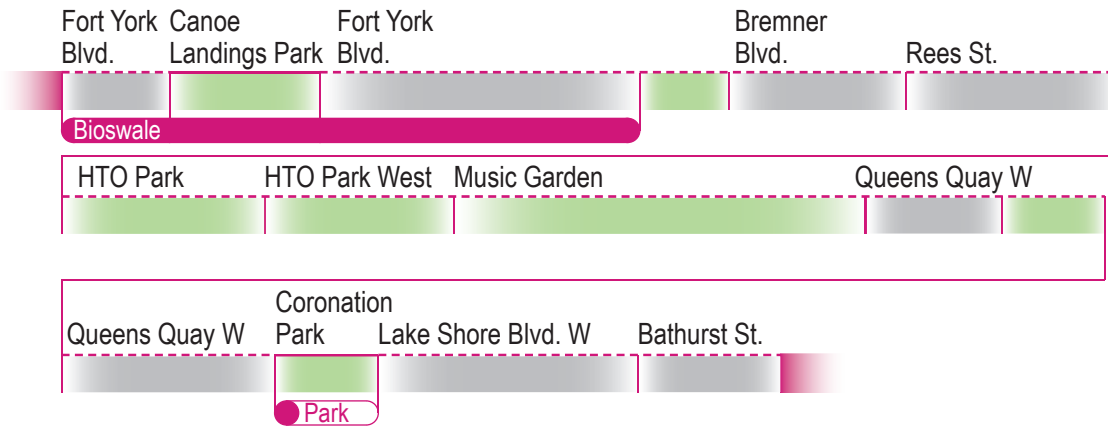 Fort York Blvd.
Canoe Landings Park
Fort York Blvd.
Bremner Blvd.
Rees St.
Bioswale
HTO Park
HTO Park West
Music Garden
Queens Quay W
Queens Quay W
Coronation Park
Lake Shore Blvd. W
Bathurst St.
Park